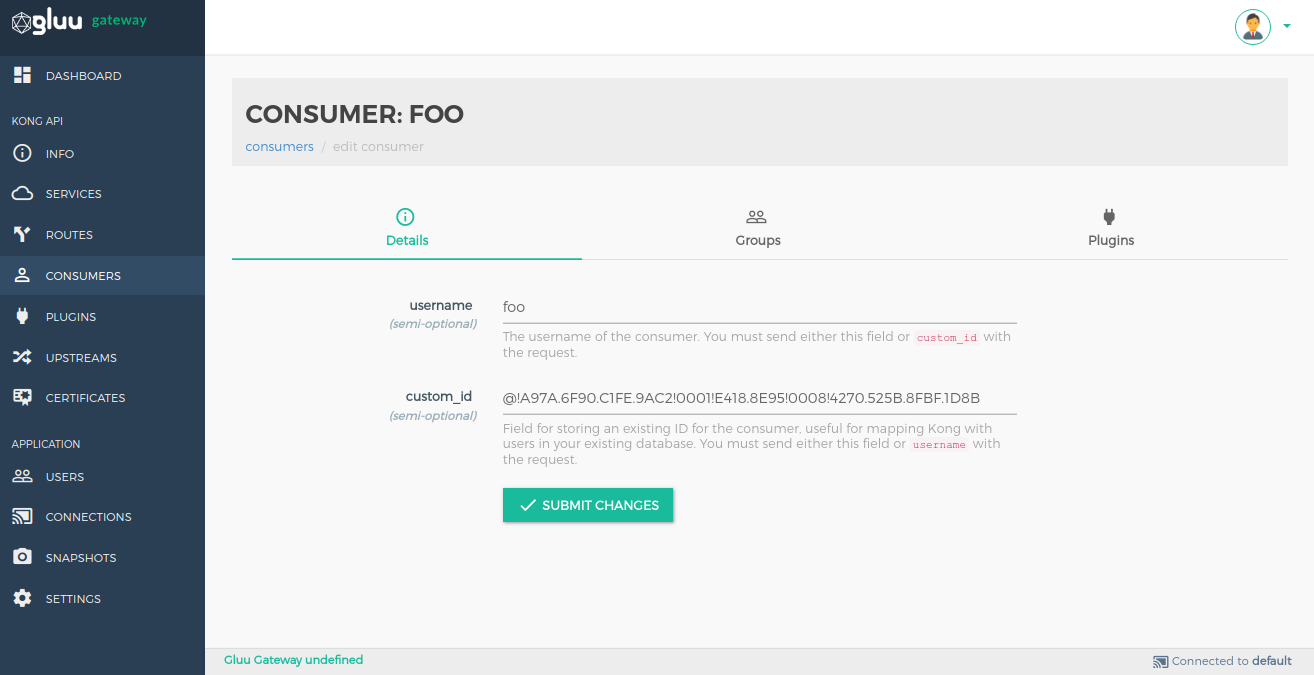 gluu gateway
DASHBOARD
KONG API
INFO
SERVICES
ROUTES
CONSUMERS
PLUGINS
UPSTREAMS
CERTIFICATES
APPLICATION
USERS
CONNECTIONS
SNAPSHOTS
SETTINGS
CONSUMER: FOO
consumers / edit consumer
Details
Groups
Plugins
username
(semi-optional)
foo
The username of the consumer. You must send either this field or custom_id with
the request.
custom_id
(semi-optional)
@!A97A.6F90.C1FE.9AC2!0001!E418.8E95!0008!4270.525B.8FBF.1D8B
Field for storing an existing ID for the consumer, useful for mapping Kong with
users in your existing database. You must send either this field or username with
the request.
SUBMIT CHANGES
Gluu Gateway undefined
Connected to default